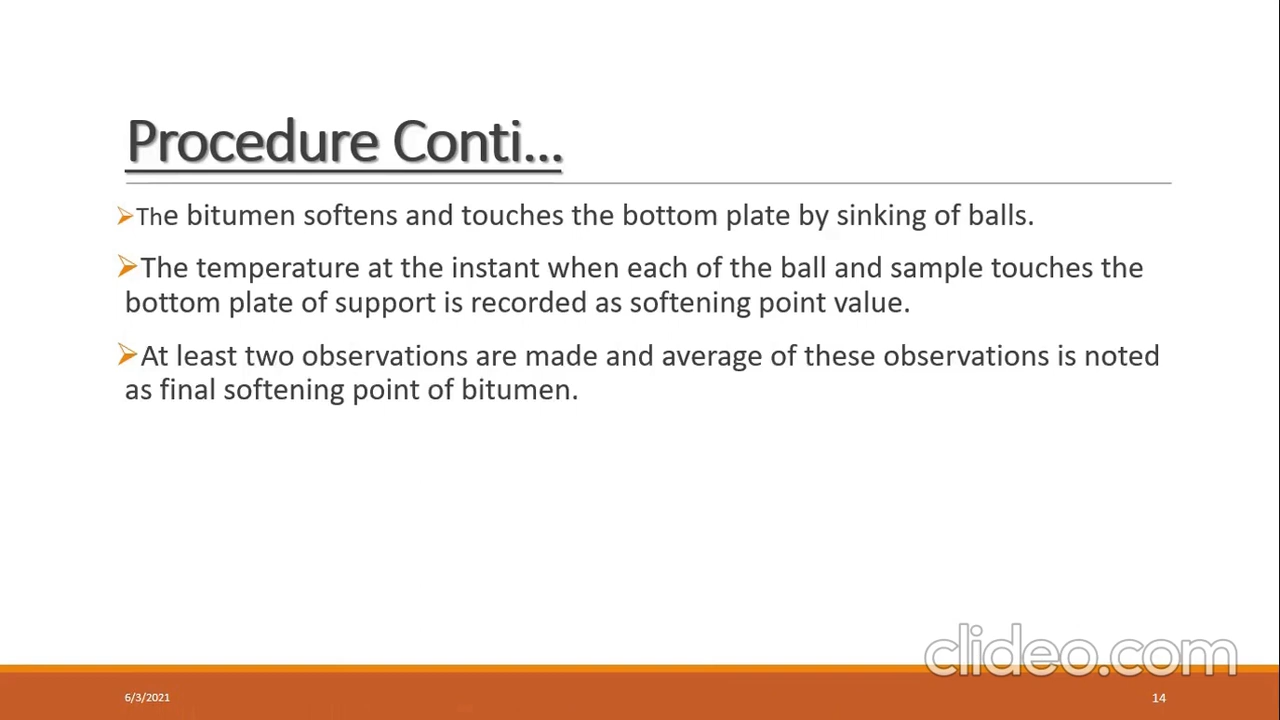 Procedure Conti...
➢The bitumen softens and touches the bottom plate by sinking of balls.
➢The temperature at the instant when each of the ball and sample touches the
bottom plate of support is recorded as softening point value.
➢At least two observations are made and average of these observations is noted
as final softening point of bitumen.
clideo.com
6/3/2021
14